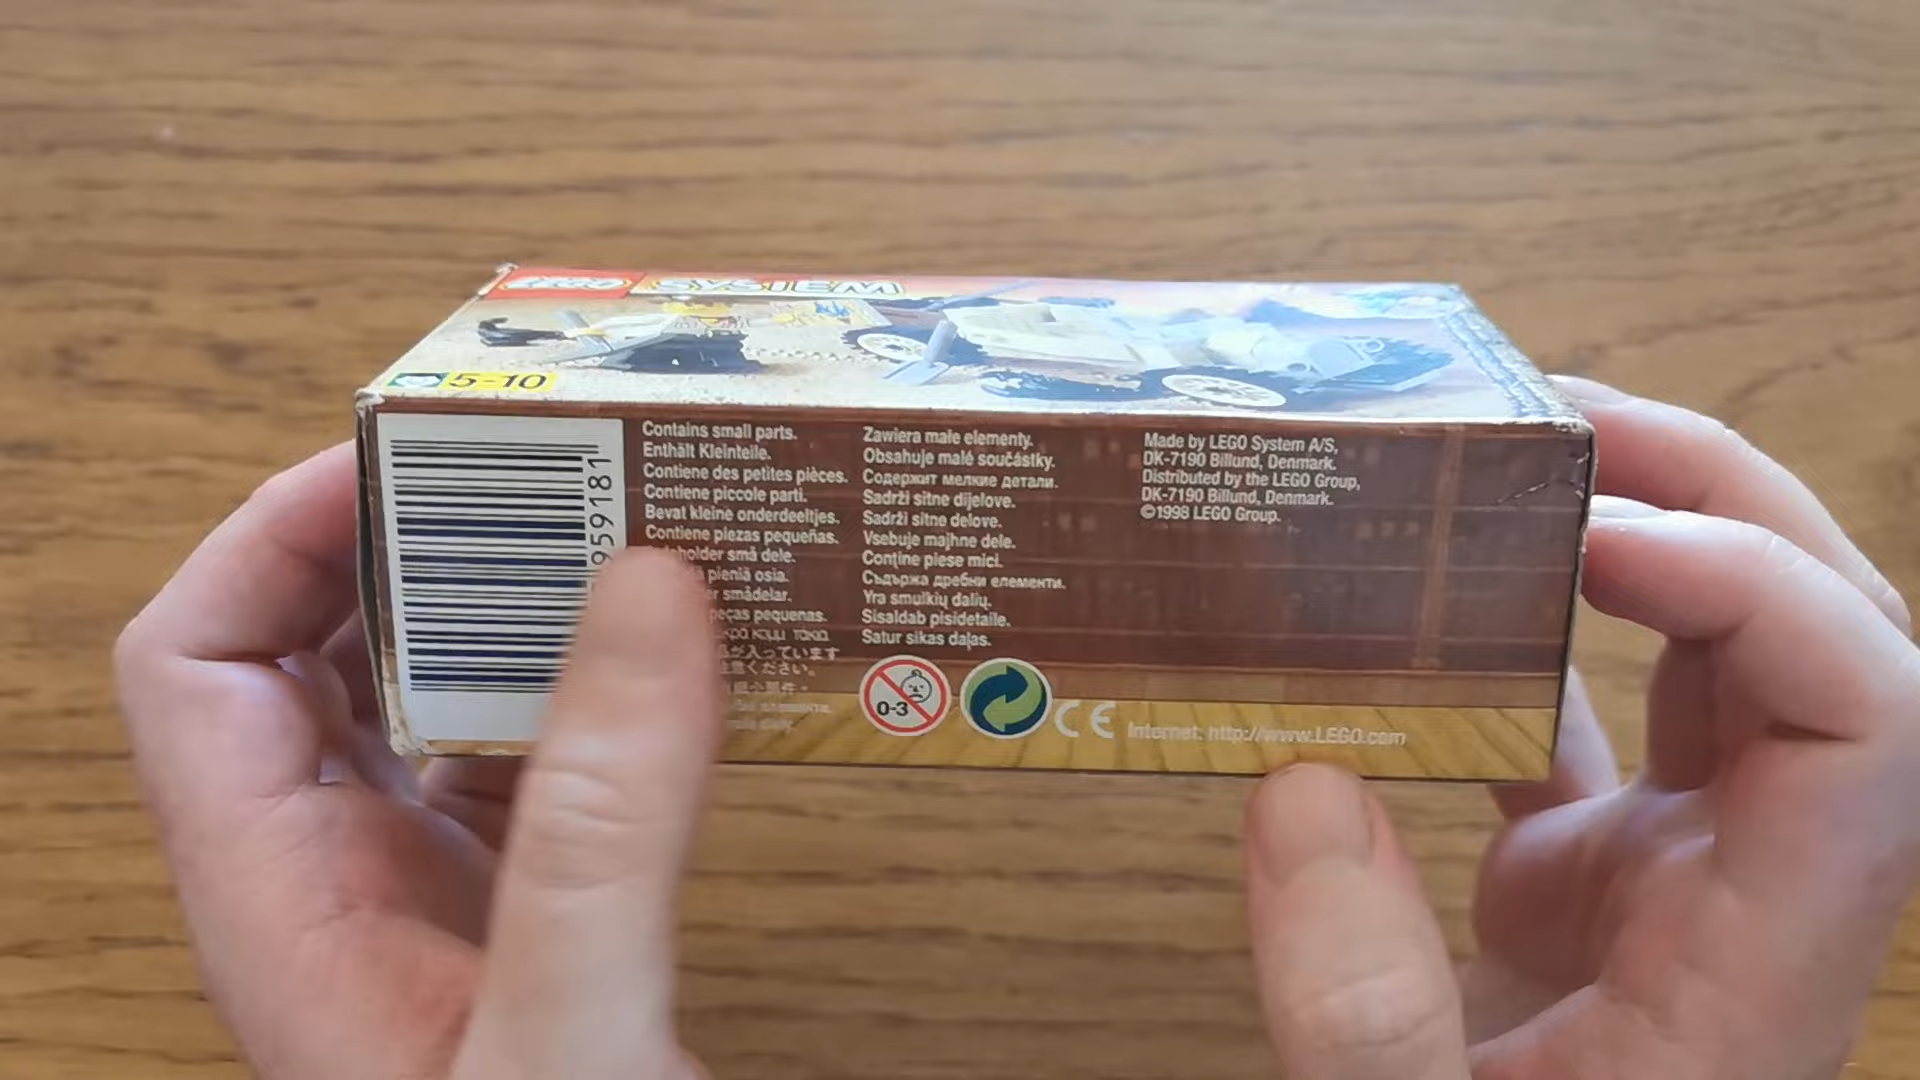 LEGO SYSTEM
5-10
959181
Contains small parts.
Enthält Kleinteile.
Contiene des petites pièces.
Contiene piccole parti.
Bevat kleine onderdeeltjes.
Contiene piezas pequeñas.
holder små dele.
pieniä osia.
smådelar.
peças pequenas.
κομμάτια
が入っています
ください。
Zawiera małe elementy.
Obsahuje malé součástky.
Содержит мелкие детали.
Sadrži sitne dijelove.
Sadrži sitne delove.
Vsebuje majhne dele.
Conţine piese mici.
Съдържа дребни елементи.
Yra smulkių dalių.
Sisaldab pisidetaile.
Satur sīkas daļas.
0-3
CE
Made by LEGO System A/S,
DK-7190 Billund, Denmark.
Distributed by the LEGO Group,
DK-7190 Billund, Denmark.
©1998 LEGO Group.
Internet: http://www.LEGO.com